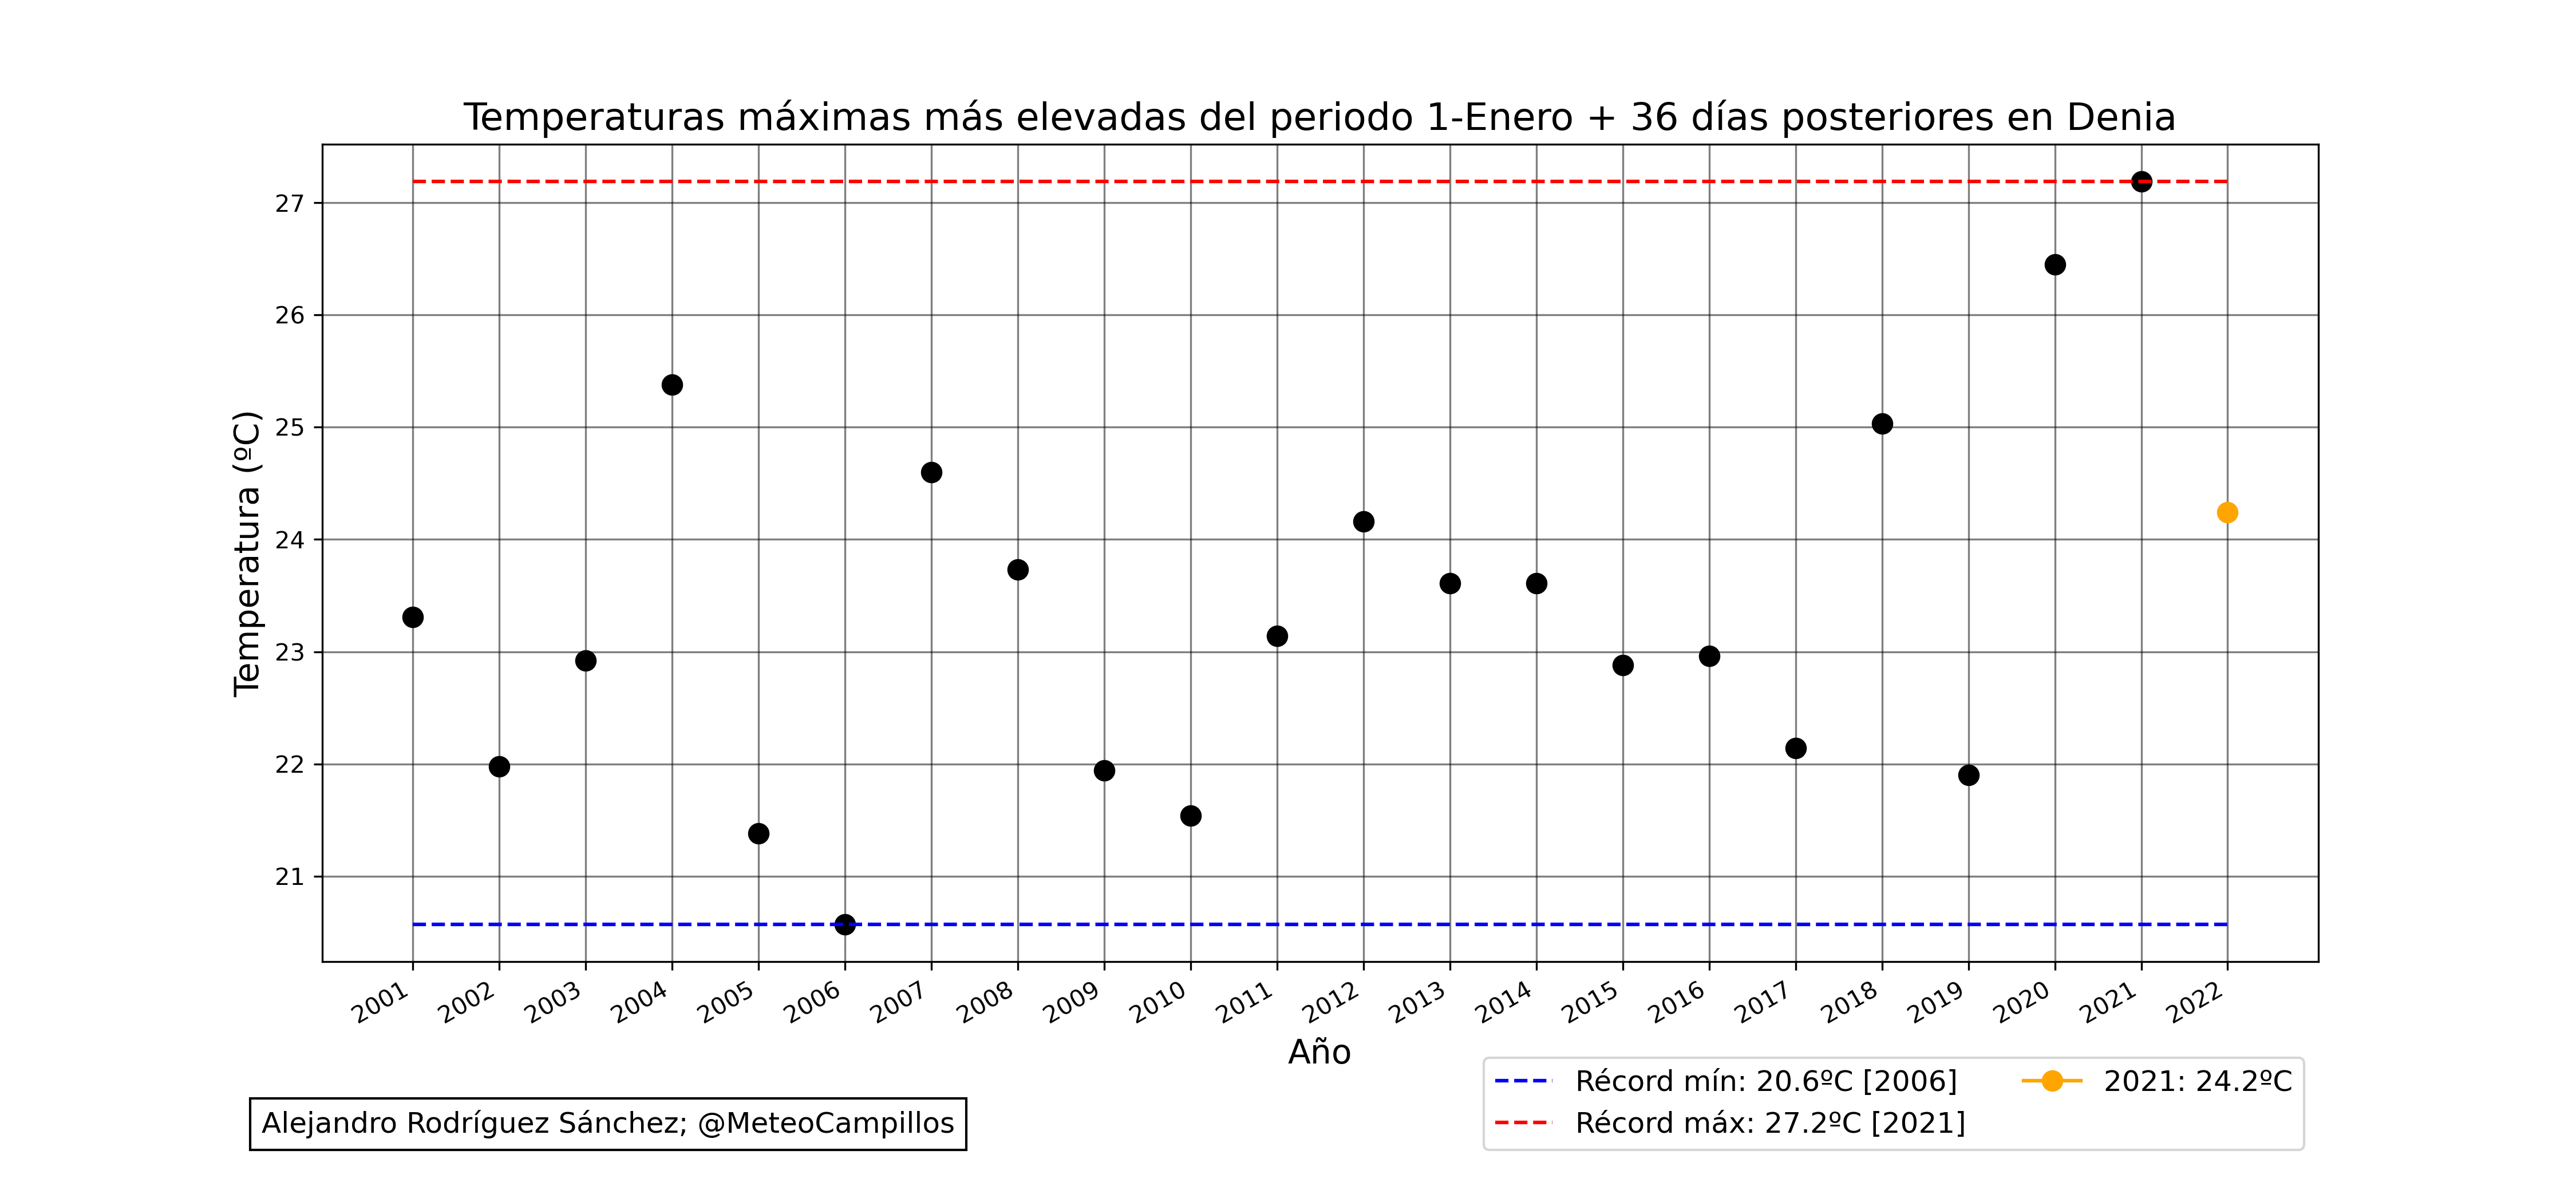 Temperaturas máximas más elevadas del periodo 1-Enero + 36 días posteriores en Denia
Temperatura (ºC)
27
26
25
24
23
22
21
2001 2002 2003 2004 2005 2006 2007 2008 2009 2010 2011 2012 2013 2014 2015 2016 2017 2018 2019 2020 2021 2022
Año
Récord mín: 20.6ºC [2006]
Récord máx: 27.2ºC [2021]
2021: 24.2ºC
Alejandro Rodríguez Sánchez; @MeteoCampillos